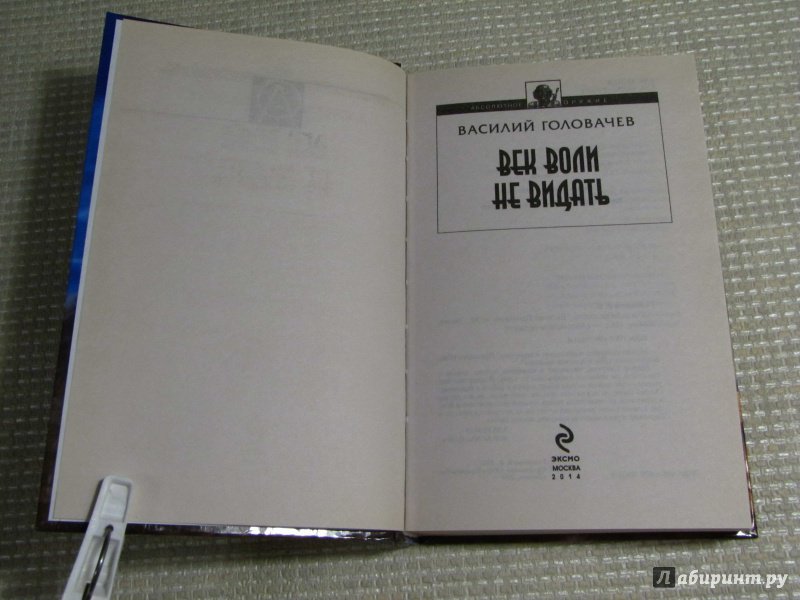 АБСОЛЮТНОЕ ОРУЖИЕ
ВАСИЛИЙ ГОЛОВАЧЕВ
ВЕК ВОЛИ
НЕ ВИДАТЬ
ЭКСМО
МОСКВА
2014
Лабиринт.ру